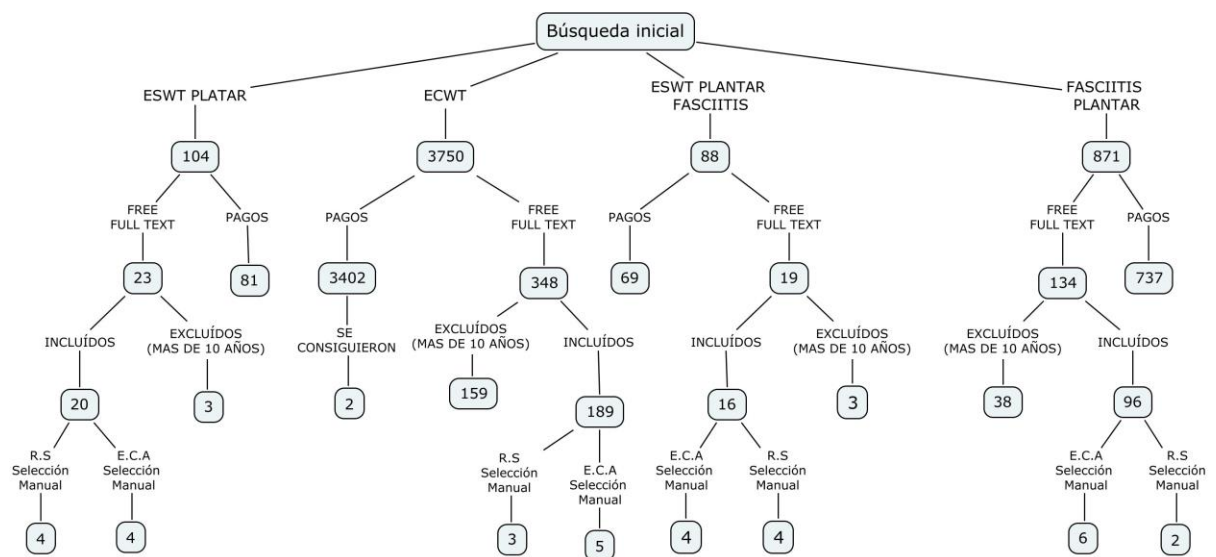 Búsqueda inicial
ESWT PLATAR
ECWT
ESWT PLANTAR
FASCIITIS
FASCIITIS
PLANTAR
104
3750
88
871
FREE
FULL TEXT
PAGOS
PAGOS
FREE
FULL TEXT
PAGOS
FREE
FULL TEXT
FREE
FULL TEXT
PAGOS
23
81
3402
348
69
19
134
737
INCLUÍDOS
EXCLUÍDOS
(MAS DE 10 AÑOS)
SE
CONSIGUIERON
EXCLUÍDOS
(MAS DE 10 AÑOS)
INCLUÍDOS
INCLUÍDOS
EXCLUÍDOS
(MAS DE 10 AÑOS)
EXCLUÍDOS
(MAS DE 10 AÑOS)
INCLUÍDOS
20
3
2
159
189
16
3
38
96
R.S
Selección
Manual
E.C.A
Selección
Manual
R.S
Selección
Manual
E.C.A
Selección
Manual
E.C.A
Selección
Manual
R.S
Selección
Manual
E.C.A
Selección
Manual
R.S
Selección
Manual
4
4
3
5
4
4
6
2